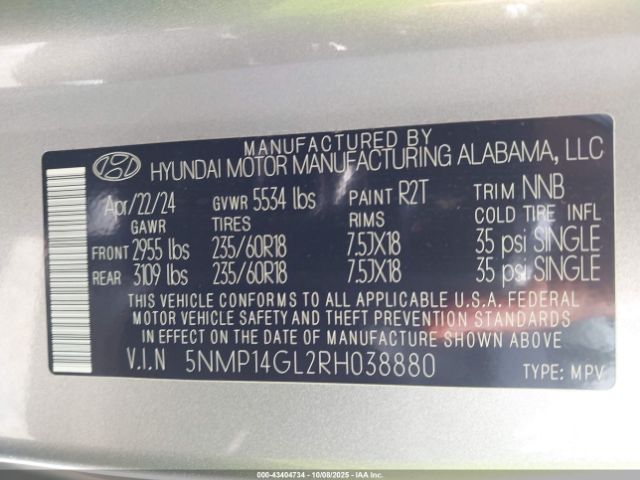 MANUFACTURED BY
HYUNDAI MOTOR MANUFACTURING ALABAMA, LLC
Apr/22/24 GVWR 5534 lbs PAINT R2T TRIM NNB
GAWR TIRES RIMS COLD TIRE INFL
FRONT 2955 lbs 235/60R18 7.5JX18 35 psi SINGLE
REAR 3109 lbs 235/60R18 7.5JX18 35 psi SINGLE
THIS VEHICLE CONFORMS TO ALL APPLICABLE U.S.A. FEDERAL
MOTOR VEHICLE SAFETY AND THEFT PREVENTION STANDARDS
IN EFFECT ON THE DATE OF MANUFACTURE SHOWN ABOVE
V.I.N 5NMP14GL2RH038880 TYPE: MPV
000-43404734 - 10/08/2025 - IAAI.COM